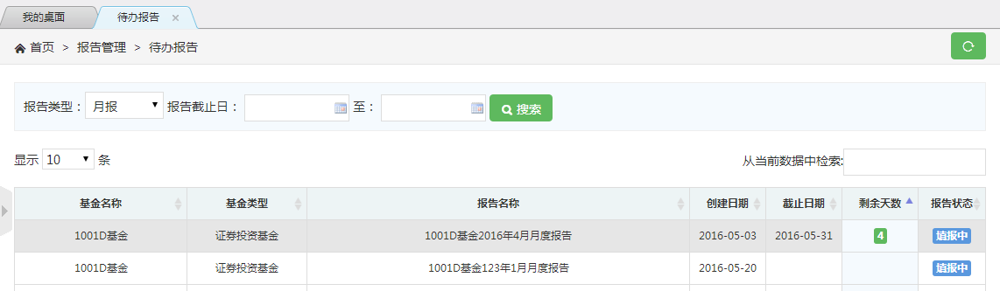 我的桌面 待办报告 ×
首页 > 报告管理 > 待办报告
报告类型： 月报 报告截止日： 至： 搜索
显示 10 条 从当前数据中检索:
基金名称 基金类型 报告名称 创建日期 截止日期 剩余天数 报告状态
1001D基金 证券投资基金 1001D基金2016年4月月度报告 2016-05-03 2016-05-31 4 填报中
1001D基金 证券投资基金 1001D基金123年1月月度报告 2016-05-20 填报中